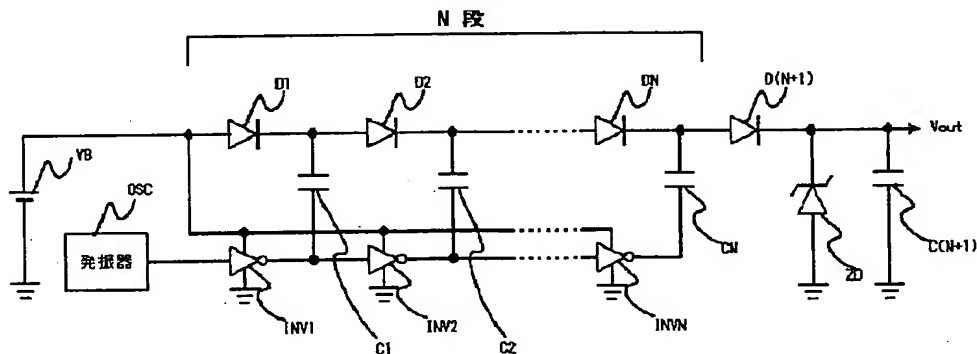 N 段
D1
D2
DN
D(N+1)
Vout
VB
OSC
発振器
CN
ZD
C(N+1)
INV1
C1
INV2
C2
INVN